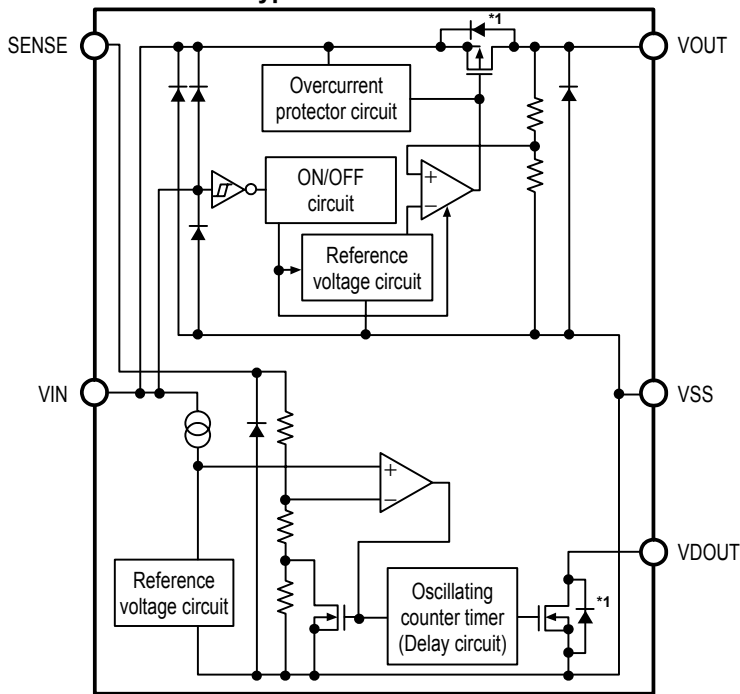 SENSE
*1
VOUT
Overcurrent
protector circuit
ON/OFF
circuit
+
−
Reference
voltage circuit
VIN
VSS
+
−
VDOUT
Reference
voltage circuit
Oscillating
counter timer
(Delay circuit)
*1